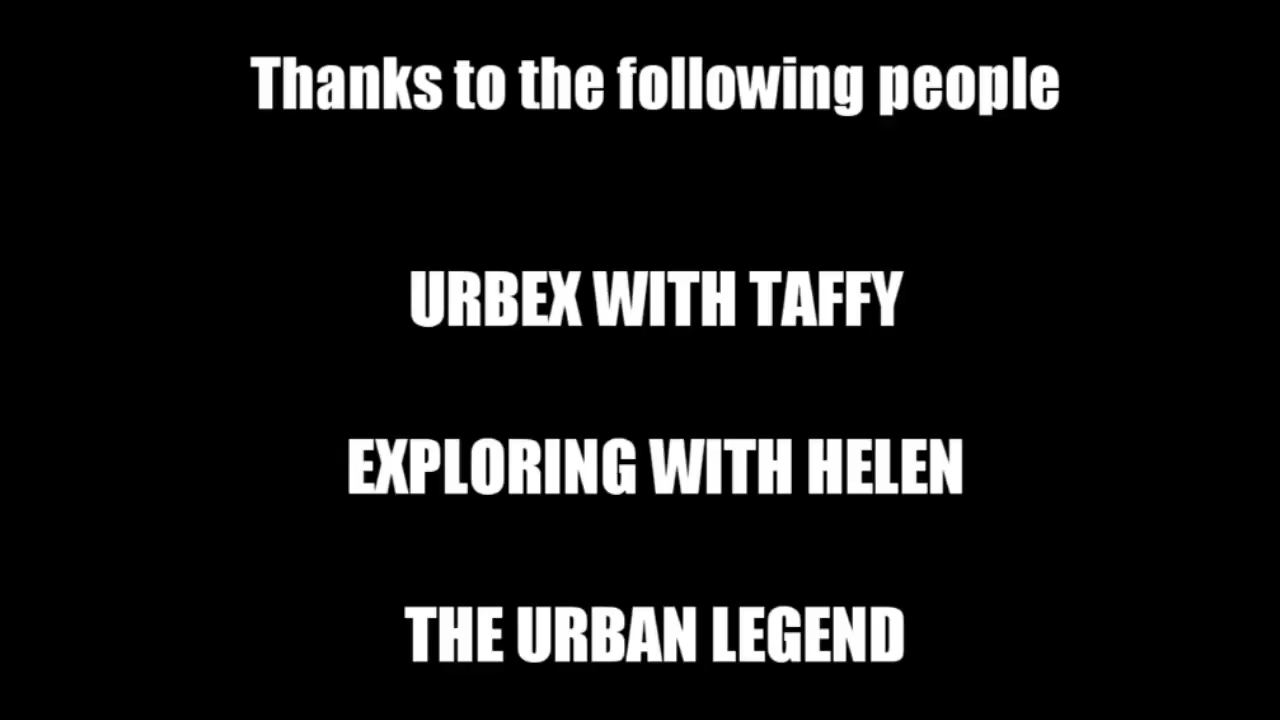 Thanks to the following people
URBEX WITH TAFFY
EXPLORING WITH HELEN
THE URBAN LEGEND